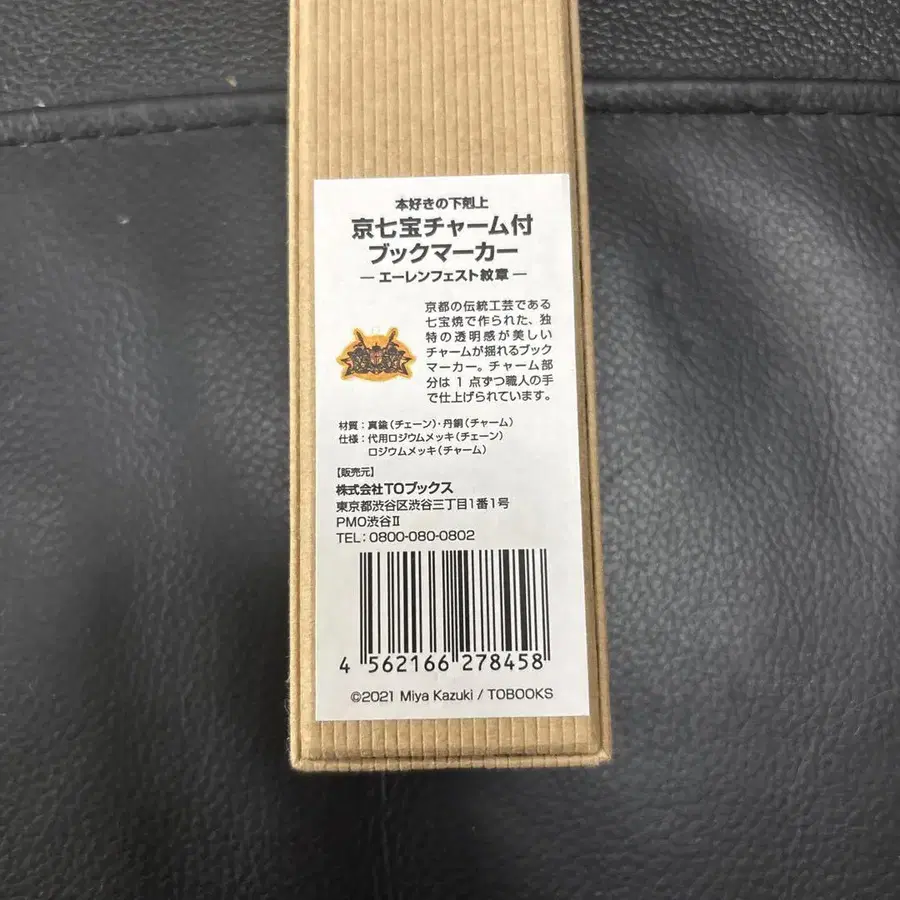 本好きの下剋上
京七宝チャーム付
ブックマーカー
― エーレンフェスト紋章 ―
京都の伝統工芸である
七宝焼で作られた、独
特の透明感が美しい
チャームが揺れるブック
マーカー。チャーム部
分は 1 点ずつ職人の手
で仕上げられています。
材質：真鍮（チェーン）・丹銅（チャーム）
仕様：代用ロジウムメッキ（チェーン）
ロジウムメッキ（チャーム）
【販売元】
株式会社TOブックス
東京都渋谷区渋谷三丁目1番1号
PMO渋谷Ⅱ
TEL：0800-080-0802
4 562166 278458
©2021 Miya Kazuki / TOBOOKS